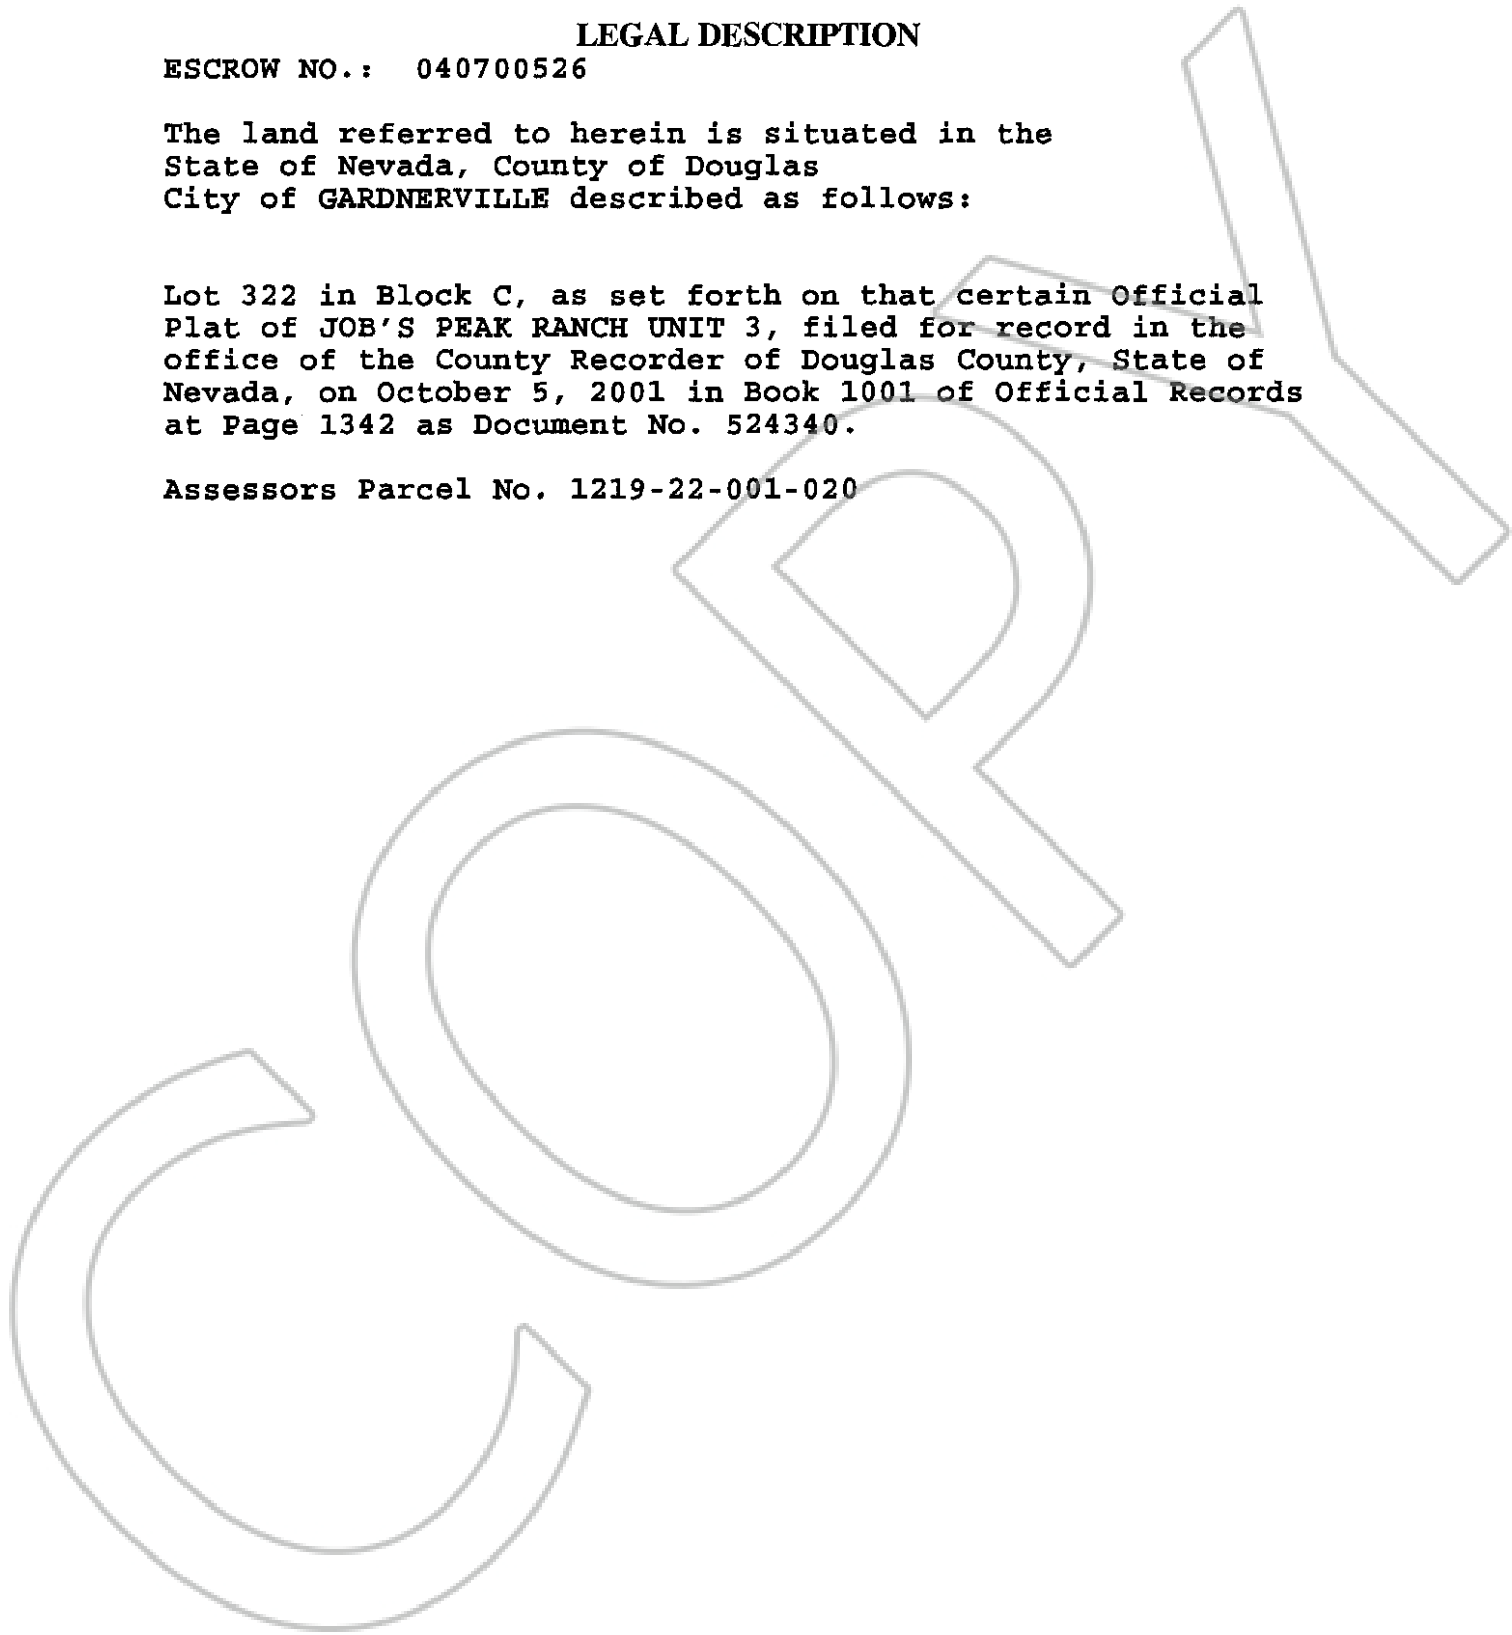 LEGAL DESCRIPTION
ESCROW NO.: 040700526
The land referred to herein is situated in the
State of Nevada, County of Douglas
City of GARDNERVILLE described as follows:
Lot 322 in Block C, as set forth on that certain Official
Plat of JOB'S PEAK RANCH UNIT 3, filed for record in the
office of the County Recorder of Douglas County, State of
Nevada, on October 5, 2001 in Book 1001 of Official Records
at Page 1342 as Document No. 524340.
Assessors Parcel No. 1219-22-001-020
COPY